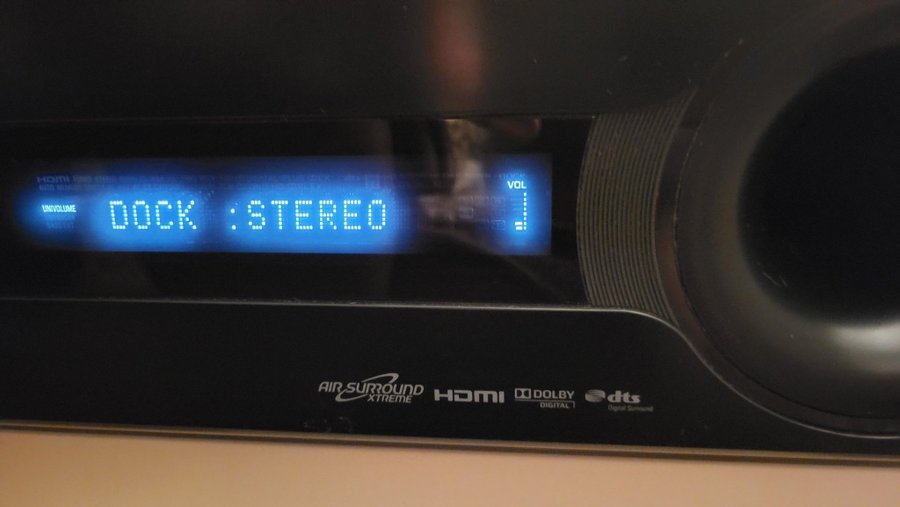 UNIVOLUME
DOCK :STEREO
VOL
AIR SURROUND
XTREME
HDMI
DOLBY
DIGITAL
dts
Digital Surround